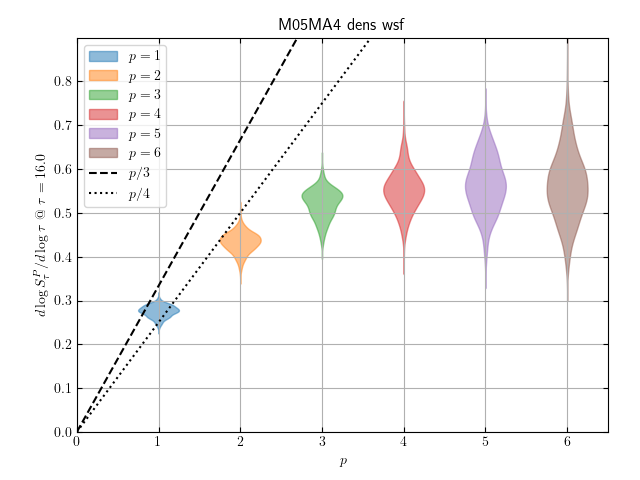 M05MA4 dens wsf
p = 1
p = 2
p = 3
p = 4
p = 5
p = 6
p/3
p/4
d log S_τ^P / d log τ @ τ = 16.0
0.8
0.7
0.6
0.5
0.4
0.3
0.2
0.1
0.0
0 1 2 3 4 5 6
p